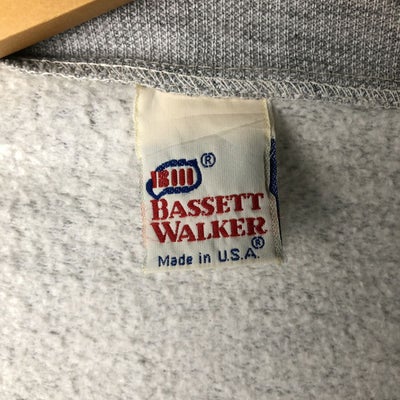 BW ®
BASSETT
WALKER®
Made in U.S.A.